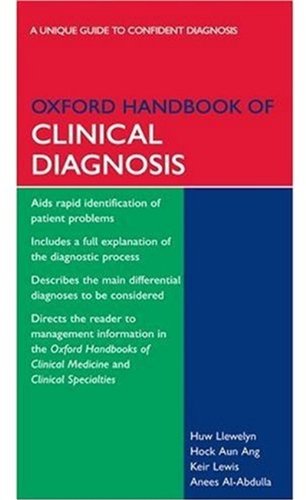 A UNIQUE GUIDE TO CONFIDENT DIAGNOSIS
OXFORD HANDBOOK OF
CLINICAL
DIAGNOSIS
Aids rapid identification of
patient problems
Includes a full explanation of
the diagnostic process
Describes the main differential
diagnoses to be considered
Directs the reader to
management information in
the Oxford Handbooks of
Clinical Medicine and
Clinical Specialties
Huw Llewelyn
Hock Aun Ang
Keir Lewis
Anees Al-Abdulla